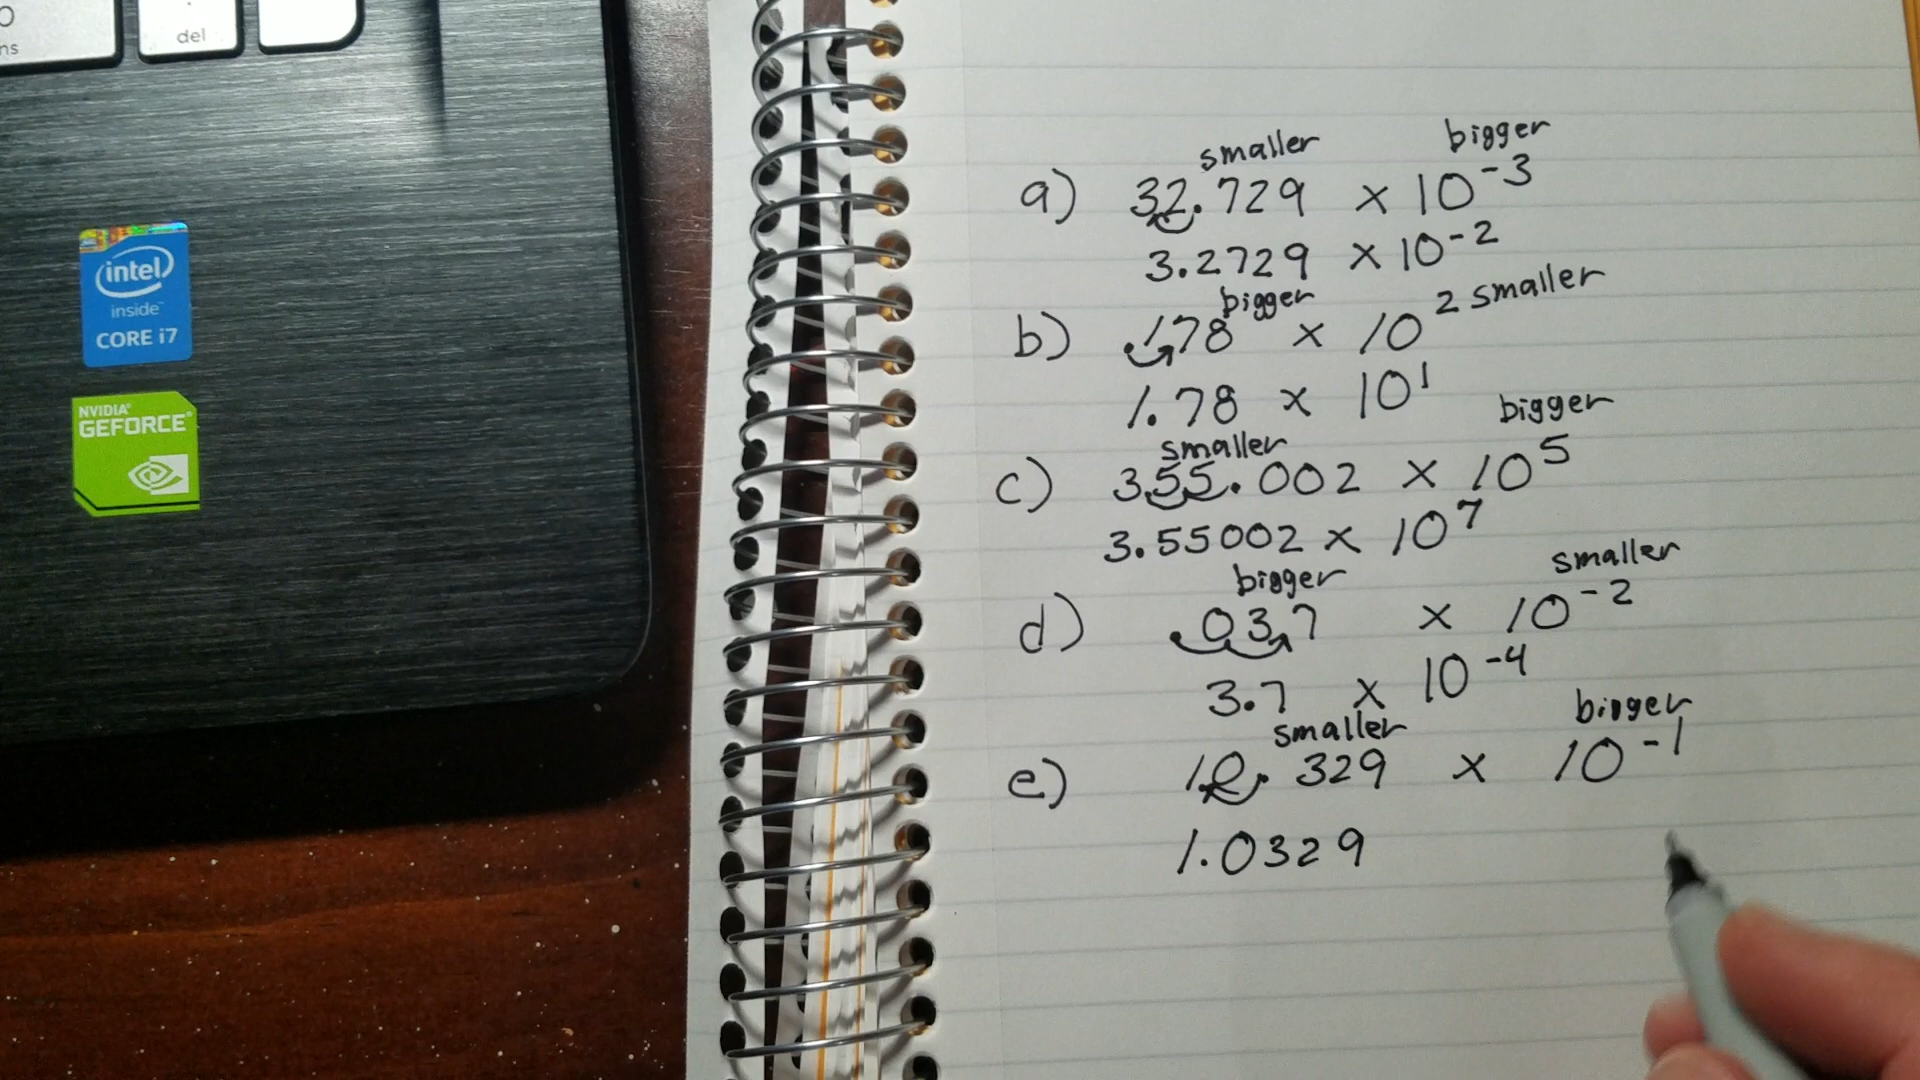 ns
del
intel
inside™
CORE i7
NVIDIA®
GEFORCE®
smaller bigger
a) 32.729 x 10⁻³
3.2729 x 10⁻²
bigger
b) .178 x 10² smaller
1.78 x 10¹
smaller bigger
c) 355.002 x 10⁵
3.55002 x 10⁷
bigger smaller
d) .037 x 10⁻²
3.7 x 10⁻⁴
smaller bigger
e) 10.329 x 10⁻¹
1.0329